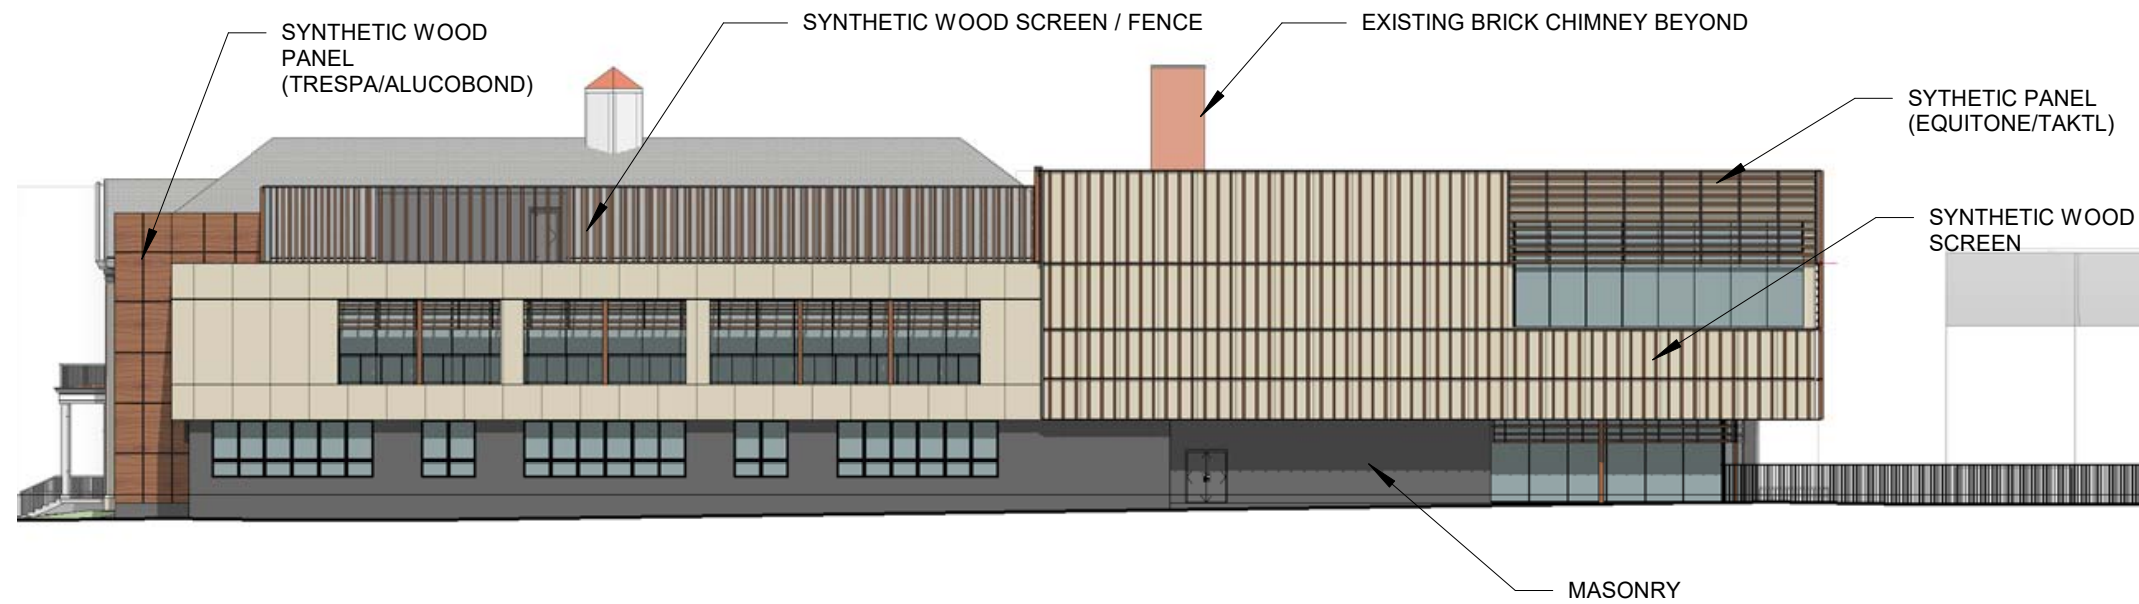 SYNTHETIC WOOD
PANEL
(TRESPA/ALUCOBOND)
SYNTHETIC WOOD SCREEN / FENCE
EXISTING BRICK CHIMNEY BEYOND
SYTHETIC PANEL
(EQUITONE/TAKTL)
SYNTHETIC WOOD
SCREEN
MASONRY